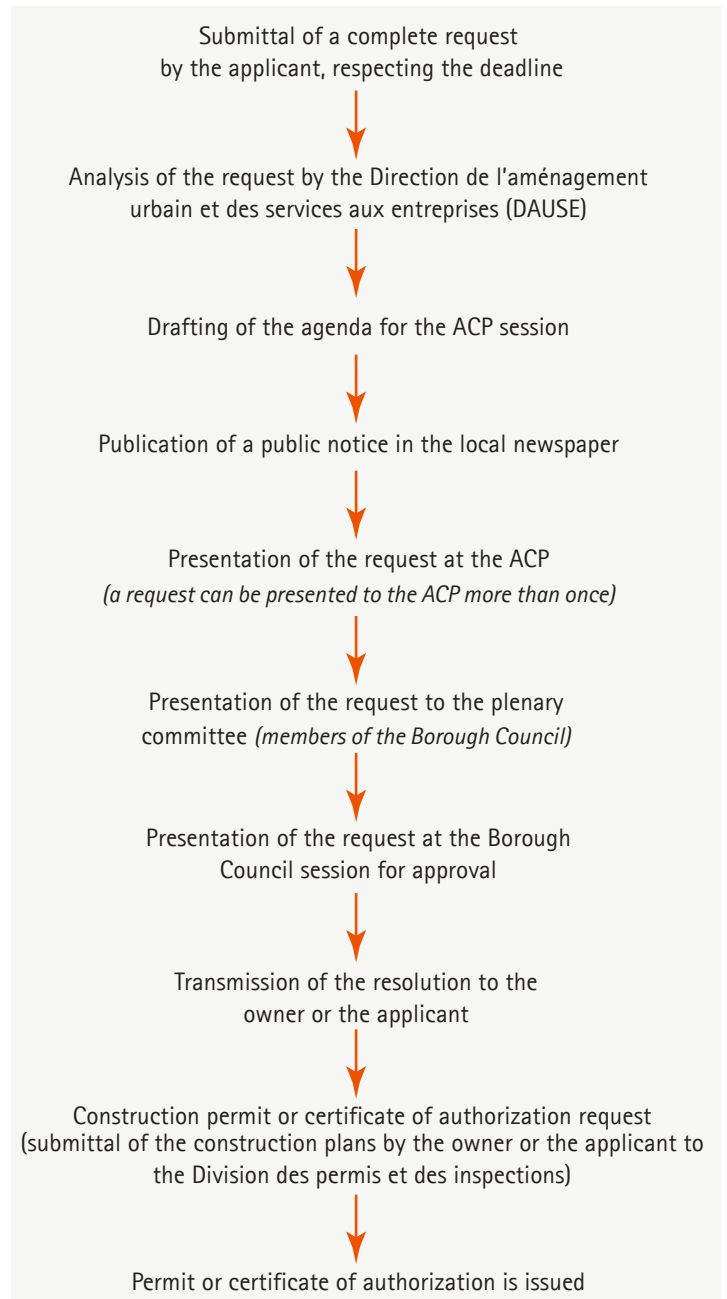 Submittal of a complete request
by the applicant, respecting the deadline
Analysis of the request by the Direction de l'aménagement
urbain et des services aux entreprises (DAUSE)
Drafting of the agenda for the ACP session
Publication of a public notice in the local newspaper
Presentation of the request at the ACP
(a request can be presented to the ACP more than once)
Presentation of the request to the plenary
committee (members of the Borough Council)
Presentation of the request at the Borough
Council session for approval
Transmission of the resolution to the
owner or the applicant
Construction permit or certificate of authorization request
(submittal of the construction plans by the owner or the applicant to
the Division des permis et des inspections)
Permit or certificate of authorization is issued